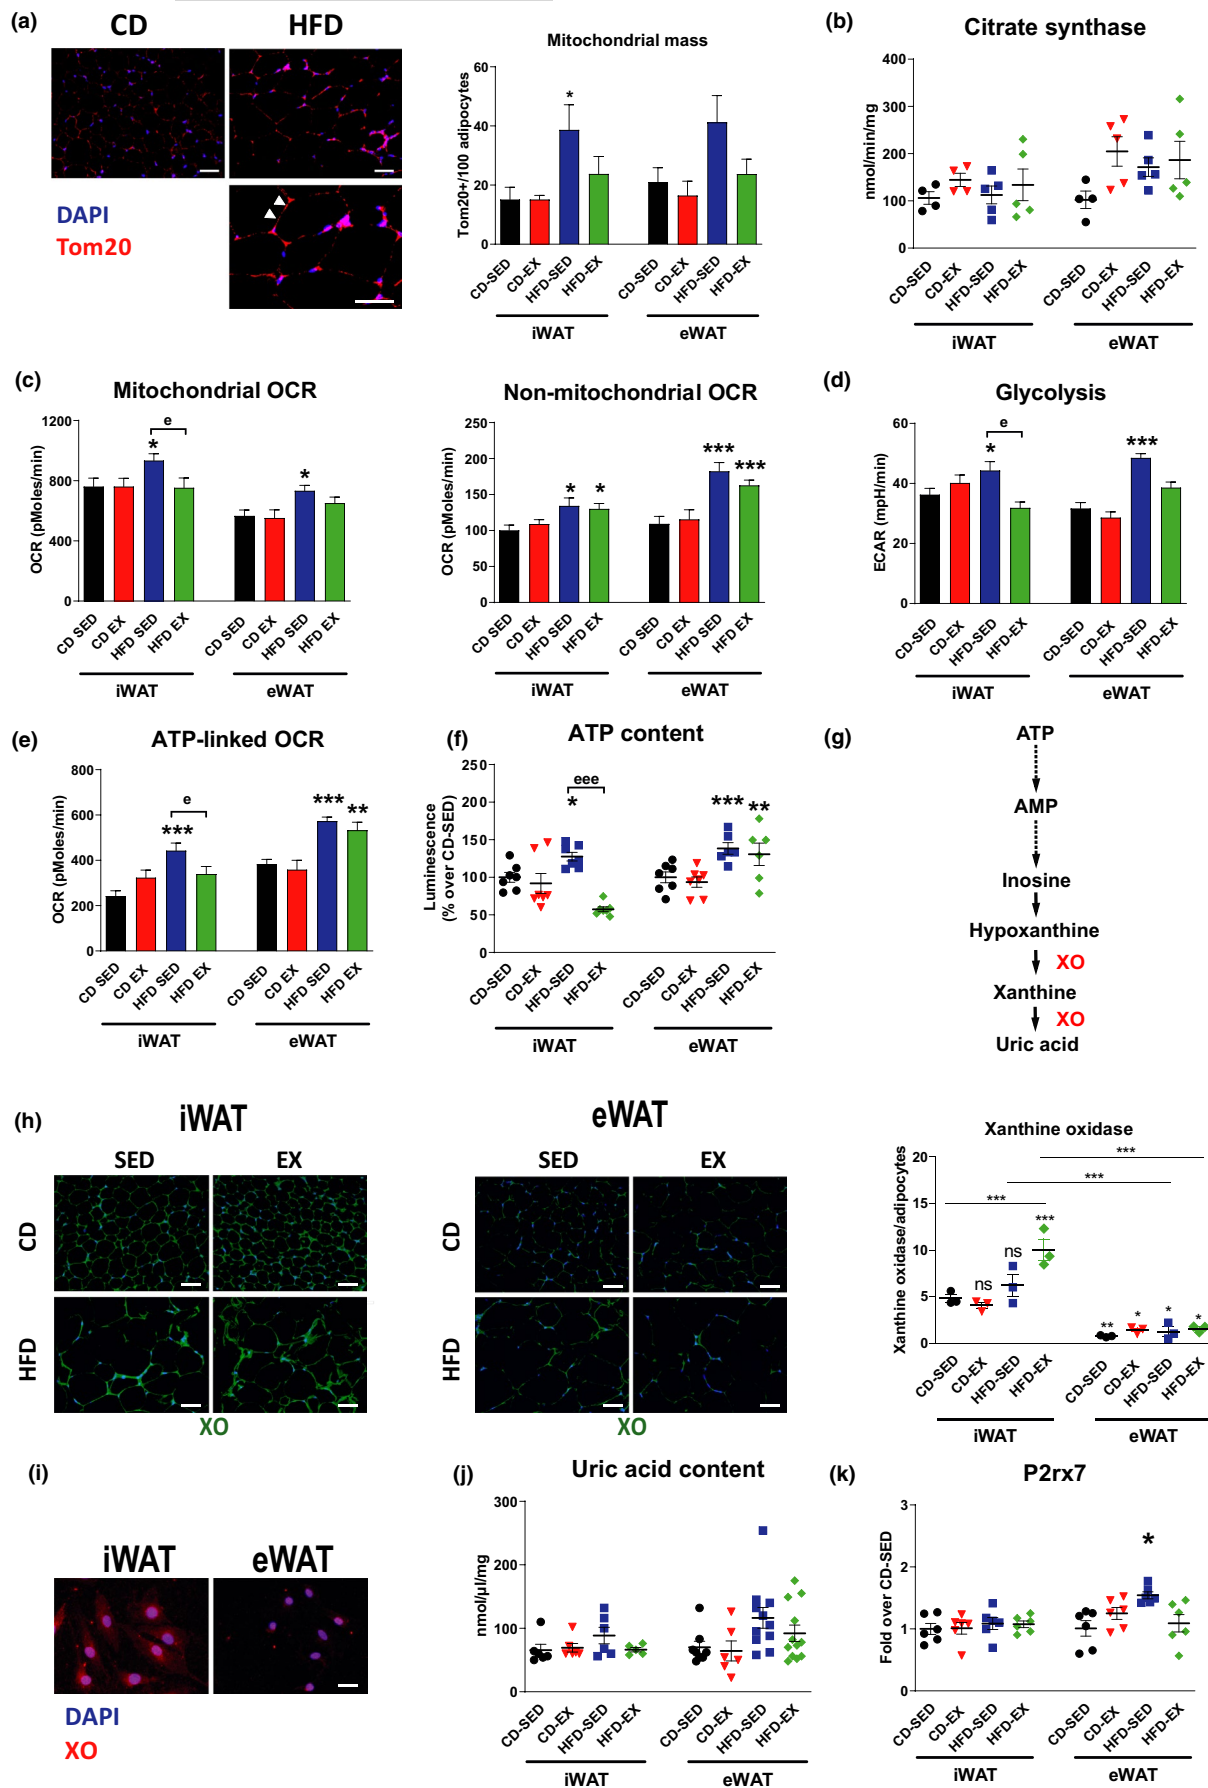 (a)
CD
HFD
DAPI
Tom20
Mitochondrial mass
Tom20+/100 adipocytes
60
40
20
0
CD-SED
CD-EX
HFD-SED
HFD-EX
CD-SED
CD-EX
HFD-SED
HFD-EX
*
iWAT
eWAT
(b)
Citrate synthase
nmol/min/mg
400
300
200
100
0
CD-SED
CD-EX
HFD-SED
HFD-EX
CD-SED
CD-EX
HFD-SED
HFD-EX
iWAT
eWAT
(c)
Mitochondrial OCR
OCR (pMoles/min)
1200
800
400
0
*
e
*
CD SED
CD EX
HFD SED
HFD EX
CD SED
CD EX
HFD SED
HFD EX
iWAT
eWAT
Non-mitochondrial OCR
OCR (pMoles/min)
250
200
150
100
50
0
*
*
***
***
CD SED
CD EX
HFD SED
HFD EX
CD SED
CD EX
HFD SED
HFD EX
iWAT
eWAT
(d)
Glycolysis
ECAR (mpH/min)
60
40
20
0
*
e
***
CD-SED
CD-EX
HFD-SED
HFD-EX
CD-SED
CD-EX
HFD-SED
HFD-EX
iWAT
eWAT
(e)
ATP-linked OCR
OCR (pMoles/min)
800
600
400
200
0
***
e
***
**
CD SED
CD EX
HFD SED
HFD EX
CD SED
CD EX
HFD SED
HFD EX
iWAT
eWAT
(f)
ATP content
Luminescence
(% over CD-SED)
250
200
150
100
50
0
eee
*
***
**
CD-SED
CD-EX
HFD-SED
HFD-EX
CD-SED
CD-EX
HFD-SED
HFD-EX
iWAT
eWAT
(g)
ATP
AMP
Inosine
Hypoxanthine
XO
Xanthine
XO
Uric acid
(h)
iWAT
SED
EX
CD
HFD
XO
eWAT
SED
EX
CD
HFD
XO
Xanthine oxidase
Xanthine oxidase/adipocytes
20
15
10
5
0
***
***
***
***
ns
ns
**
*
*
*
CD-SED
CD-EX
HFD-SED
HFD-EX
CD-SED
CD-EX
HFD-SED
HFD-EX
iWAT
eWAT
(i)
iWAT
eWAT
DAPI
XO
(j)
Uric acid content
nmol/µl/mg
300
200
100
0
CD-SED
CD-EX
HFD-SED
HFD-EX
CD-SED
CD-EX
HFD-SED
HFD-EX
iWAT
eWAT
(k)
P2rx7
Fold over CD-SED
3
2
1
0
*
CD-SED
CD-EX
HFD-SED
HFD-EX
CD-SED
CD-EX
HFD-SED
HFD-EX
iWAT
eWAT